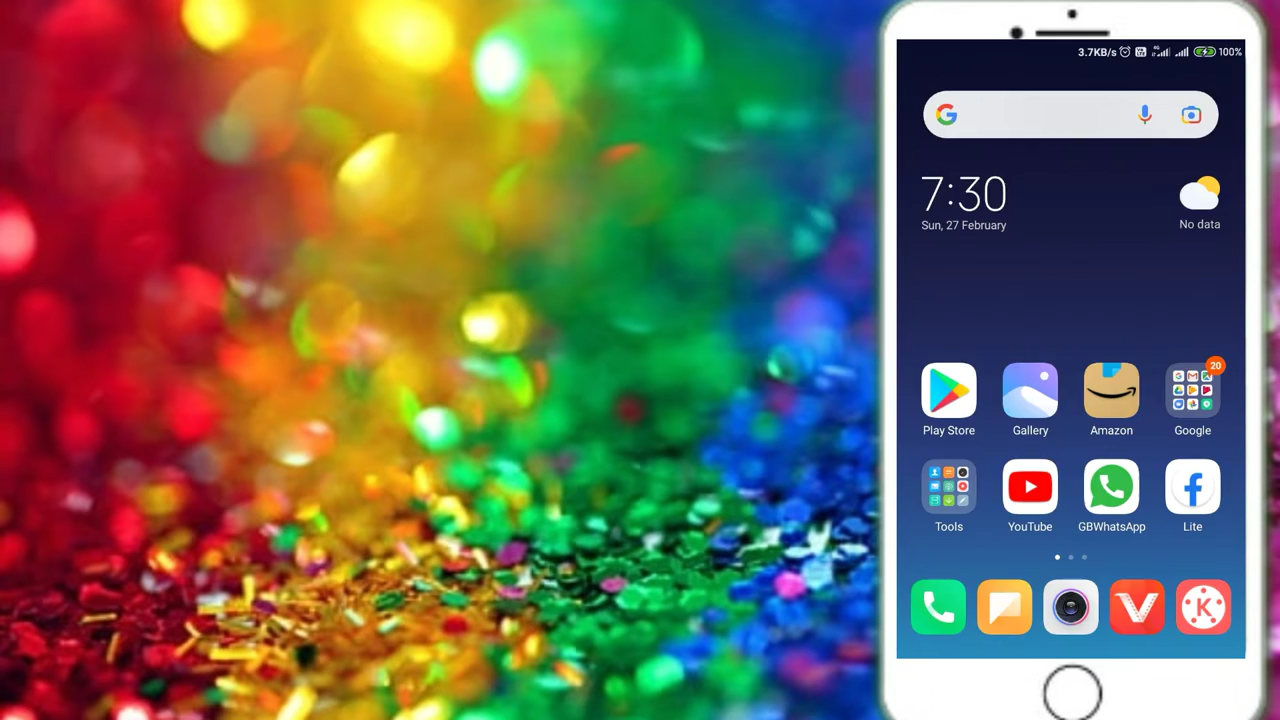 3.7KB/s 4G 100%
7:30
Sun, 27 February
No data
20
Play Store Gallery Amazon Google
Tools YouTube GBWhatsApp Lite